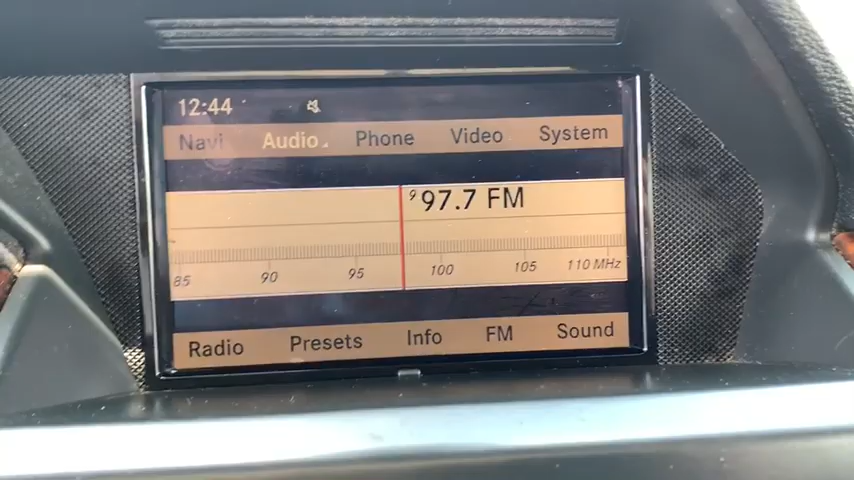 12:44
Navi Audio Phone Video System
9 97.7 FM
85 90 95 100 105 110 MHz
Radio Presets Info FM Sound